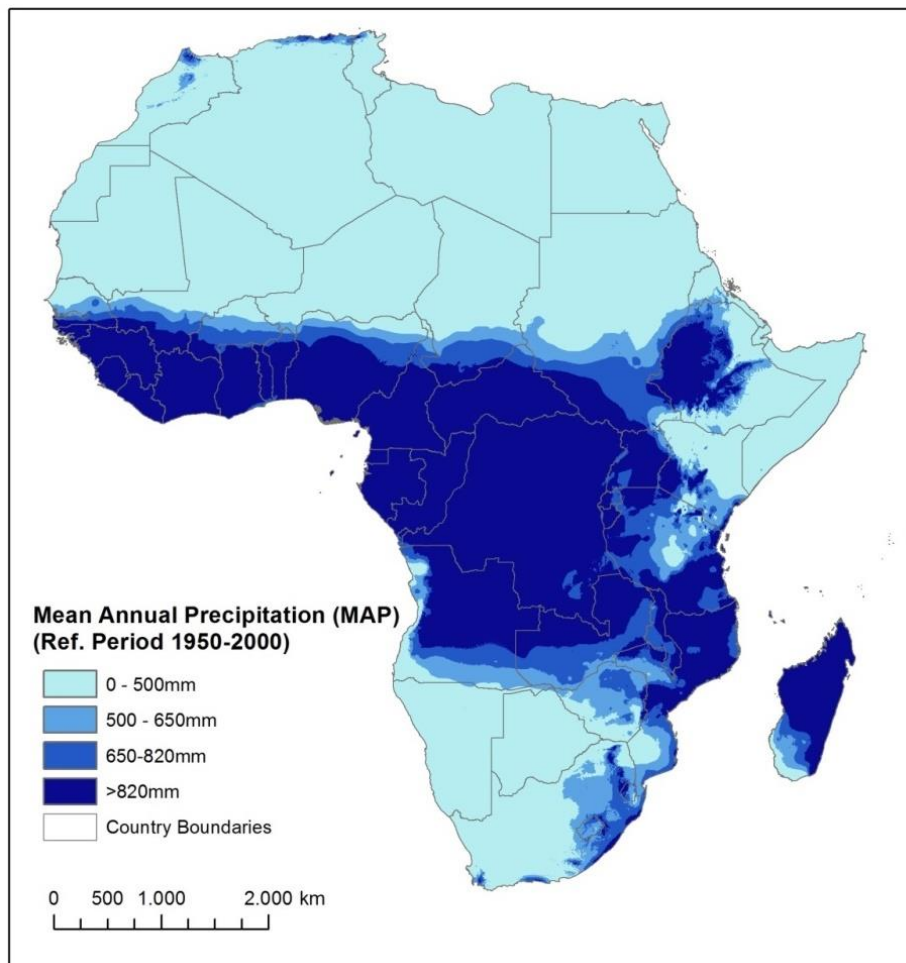 Mean Annual Precipitation (MAP)
(Ref. Period 1950-2000)
0 - 500mm
500 - 650mm
650-820mm
>820mm
Country Boundaries
0 500 1.000 2.000 km